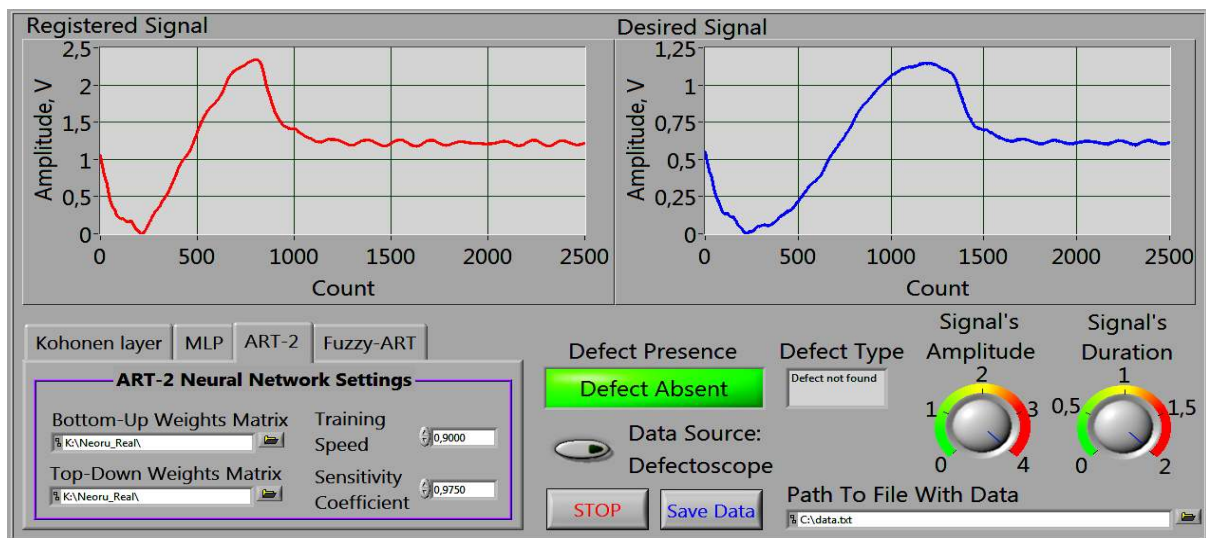 Registered Signal
Amplitude, V
2,5
2
1,5
1
0,5
0
0 500 1000 1500 2000 2500
Count
Desired Signal
Amplitude, V
1,25
1
0,75
0,5
0,25
0
0 500 1000 1500 2000 2500
Count
Kohonen layer MLP ART-2 Fuzzy-ART
ART-2 Neural Network Settings
Bottom-Up Weights Matrix
K:\Neoru_Real\
Top-Down Weights Matrix
K:\Neoru_Real\
Training
Speed
0,9000
Sensitivity
Coefficient
0,9750
Defect Presence
Defect Absent
Data Source:
Defectoscope
STOP
Save Data
Defect Type
Defect not found
Signal's
Amplitude
0 1 2 3 4
Signal's
Duration
0 0,5 1 1,5 2
Path To File With Data
C:\data.txt